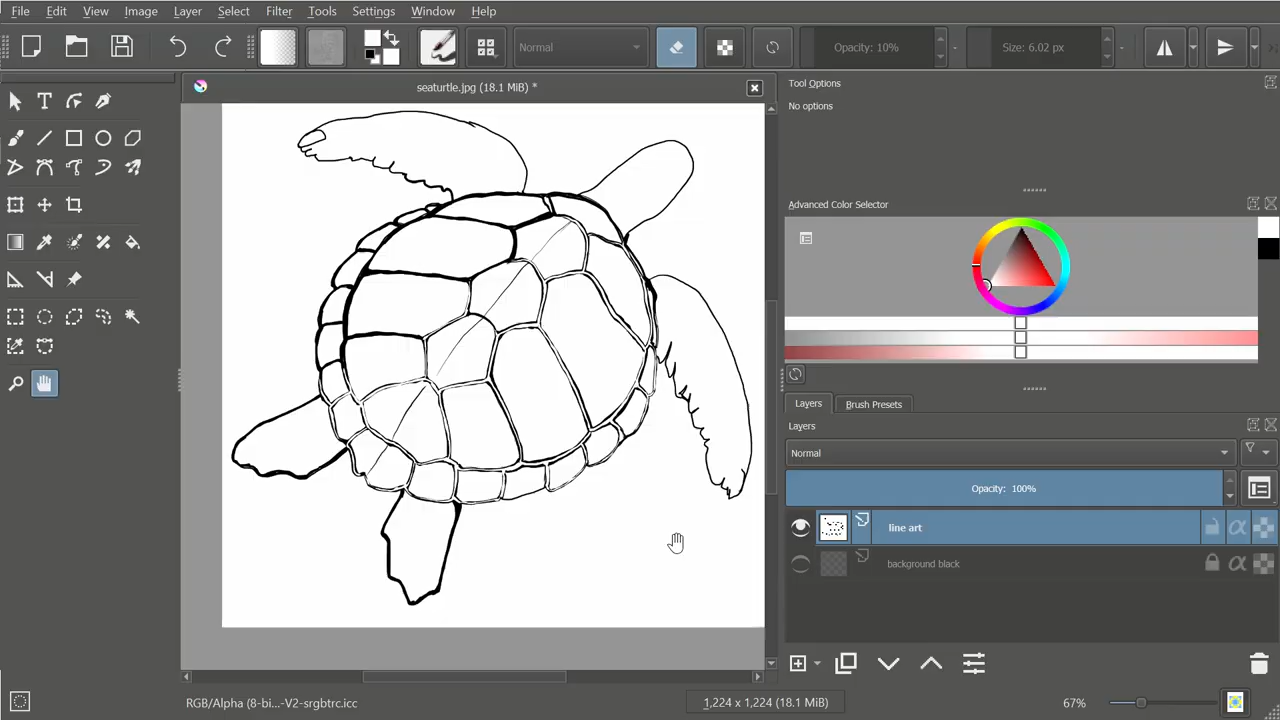 File Edit View Image Layer Select Filter Tools Settings Window Help
Normal
Opacity: 10%
Size: 6.02 px
seaturtle.jpg (18.1 MiB) *
Tool Options
No options
Advanced Color Selector
Layers
Brush Presets
Layers
Normal
Opacity: 100%
line art
background black
RGB/Alpha (8-bi...-V2-srgbtrc.icc
1,224 x 1,224 (18.1 MiB)
67%